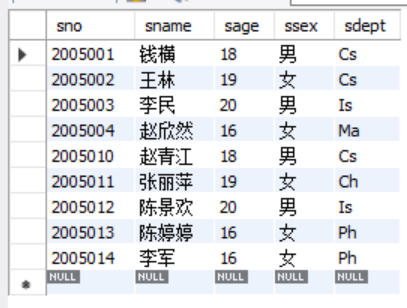 sno sname sage ssex sdept
2005001 钱横 18 男 Cs
2005002 王林 19 女 Cs
2005003 李民 20 男 Is
2005004 赵欣然 16 女 Ma
2005010 赵青江 18 男 Cs
2005011 张丽萍 19 女 Ch
2005012 陈景欢 20 男 Is
2005013 陈婷婷 16 女 Ph
2005014 李军 16 女 Ph
NULL NULL NULL NULL NULL